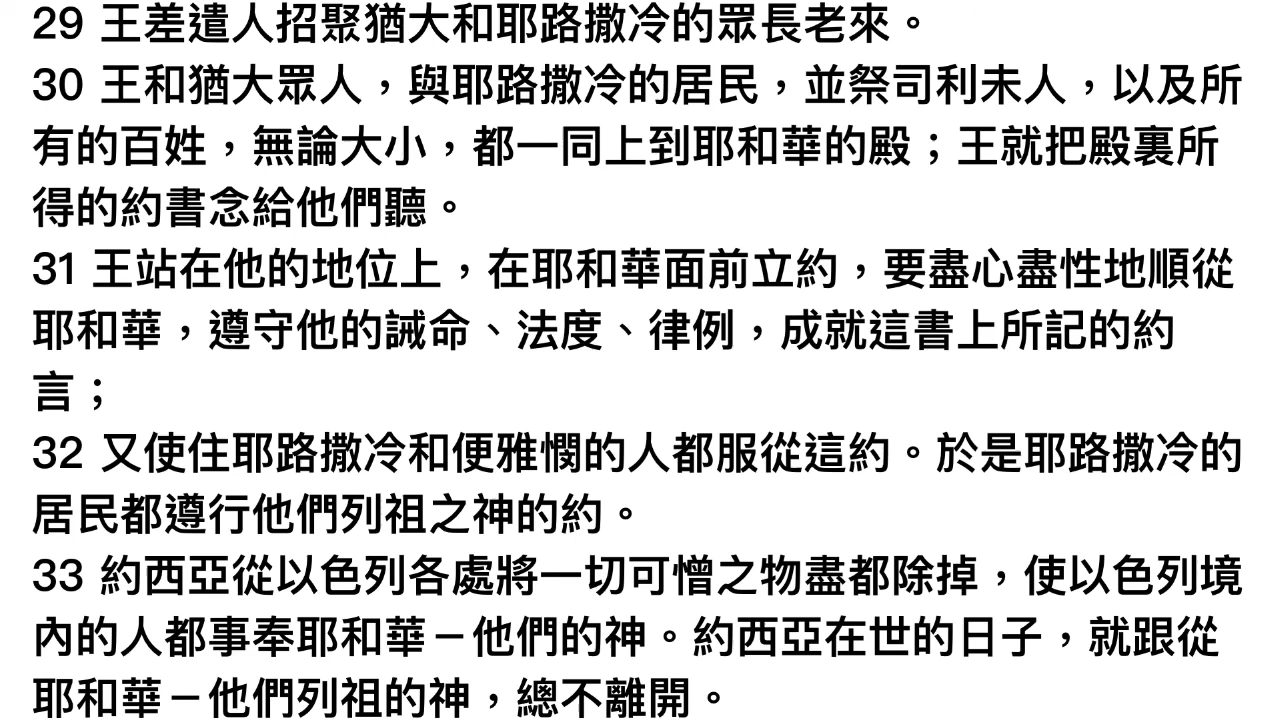 29 王差遣人招聚猶大和耶路撒冷的眾長老來。
30 王和猶大眾人，與耶路撒冷的居民，並祭司利未人，以及所
有的百姓，無論大小，都一同上到耶和華的殿；王就把殿裏所
得的約書念給他們聽。
31 王站在他的地位上，在耶和華面前立約，要盡心盡性地順從
耶和華，遵守他的誡命、法度、律例，成就這書上所記的約
言；
32 又使住耶路撒冷和便雅憫的人都服從這約。於是耶路撒冷的
居民都遵行他們列祖之神的約。
33 約西亞從以色列各處將一切可憎之物盡都除掉，使以色列境
內的人都事奉耶和華－他們的神。約西亞在世的日子，就跟從
耶和華－他們列祖的神，總不離開。